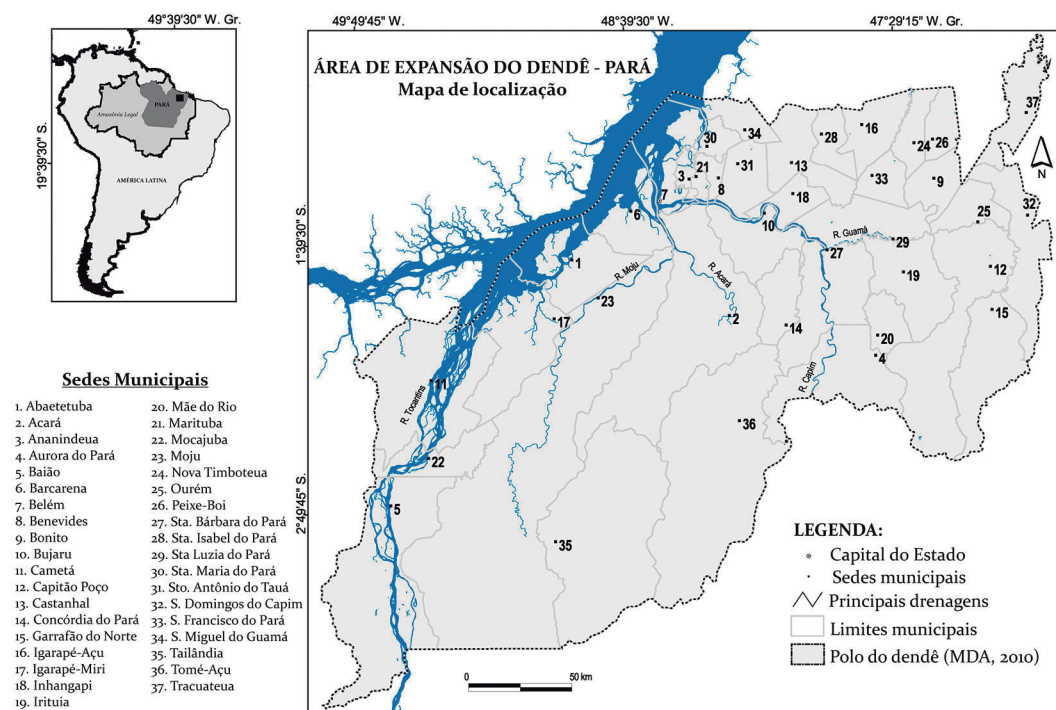 49°39'30" W. Gr.
49°49'45"
48°39'30"
47°29'15" W. Gr.
19°39'30" S.
PARÁ
Amazônia Legal
AMÉRICA LATINA
ÁREA DE EXPANSÃO DO DENDÊ - PARÁ
Mapa de localização
1°39'30" S.
2°49'45" S.
37
16
34
28
30
24
26
31
13
21
3
8
33
9
18
7
32
6
10
25
R. Guamá
29
27
1
R. Moju
R. Acará
19
12
23
2
17
14
15
20
4
R. Capim
11
R. Tocantins
36
22
5
35
N
Sedes Municipais
1. Abaetetuba
2. Acará
3. Ananindeua
4. Aurora do Pará
5. Baião
6. Barcarena
7. Belém
8. Benevides
9. Bonito
10. Bujaru
11. Cametá
12. Capitão Poço
13. Castanhal
14. Concórdia do Pará
15. Garrafão do Norte
16. Igarapé-Açu
17. Igarapé-Miri
18. Inhangapi
19. Irituia
20. Mãe do Rio
21. Marituba
22. Mocajuba
23. Moju
24. Nova Timboteua
25. Ourém
26. Peixe-Boi
27. Sta. Bárbara do Pará
28. Sta. Isabel do Pará
29. Sta Luzia do Pará
30. Sta. Maria do Pará
31. Sto. Antônio do Tauá
32. S. Domingos do Capim
33. S. Francisco do Pará
34. S. Miguel do Guamá
35. Tailândia
36. Tomé-Açu
37. Tracuateua
LEGENDA:
Capital do Estado
Sedes municipais
Principais drenagens
Limites municipais
Polo do dendê (MDA, 2010)
0 50 km